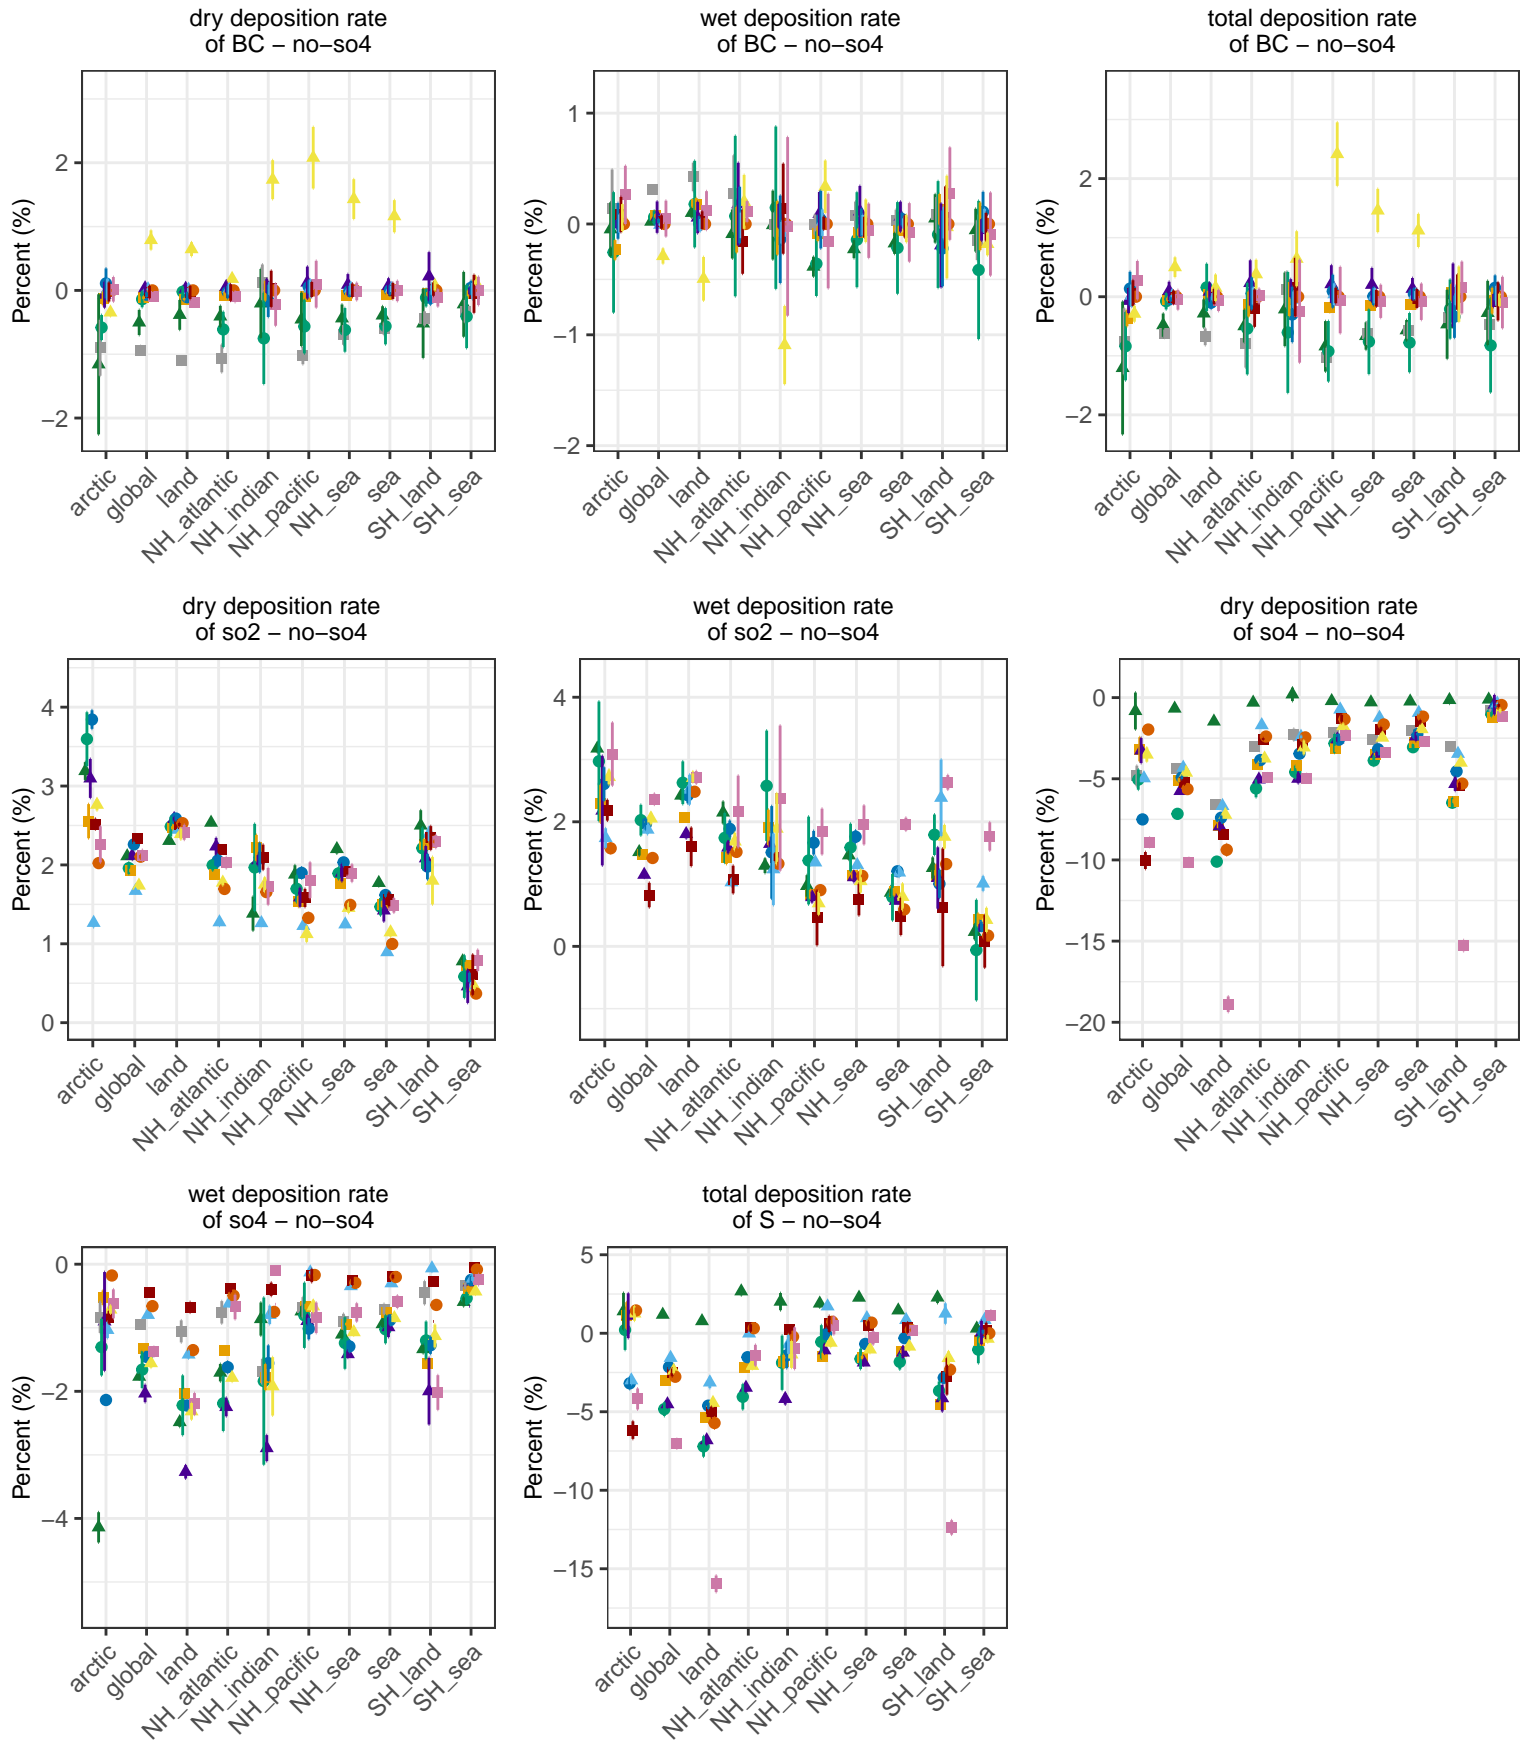 dry deposition rate
of BC − no−so4
wet deposition rate
of BC − no−so4
total deposition rate
of BC − no−so4
Percent (%)
2
0
−2
arctic
global
land
NH_atlantic
NH_indian
NH_pacific
NH_sea
sea
SH_land
SH_sea
Percent (%)
1
0
−1
−2
arctic
global
land
NH_atlantic
NH_indian
NH_pacific
NH_sea
sea
SH_land
SH_sea
Percent (%)
2
0
−2
arctic
global
land
NH_atlantic
NH_indian
NH_pacific
NH_sea
sea
SH_land
SH_sea
dry deposition rate
of so2 − no−so4
wet deposition rate
of so2 − no−so4
dry deposition rate
of so4 − no−so4
Percent (%)
4
3
2
1
0
arctic
global
land
NH_atlantic
NH_indian
NH_pacific
NH_sea
sea
SH_land
SH_sea
Percent (%)
4
2
0
arctic
global
land
NH_atlantic
NH_indian
NH_pacific
NH_sea
sea
SH_land
SH_sea
Percent (%)
0
−5
−10
−15
−20
arctic
global
land
NH_atlantic
NH_indian
NH_pacific
NH_sea
sea
SH_land
SH_sea
wet deposition rate
of so4 − no−so4
total deposition rate
of S − no−so4
Percent (%)
0
−2
−4
arctic
global
land
NH_atlantic
NH_indian
NH_pacific
NH_sea
sea
SH_land
SH_sea
Percent (%)
5
0
−5
−10
−15
arctic
global
land
NH_atlantic
NH_indian
NH_pacific
NH_sea
sea
SH_land
SH_sea